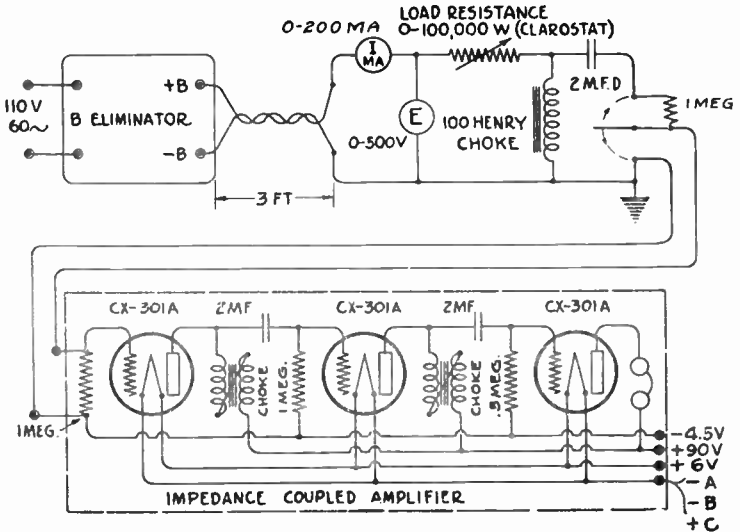 LOAD RESISTANCE
0-200 MA 0-100,000 W (CLAROSTAT)
I
MA
2 M.F.D
+B
110 V
60~
B ELIMINATOR
-B
E
0-500V
100 HENRY
CHOKE
1 MEG
3 FT
CX-301A 2MF CX-301A 2MF CX-301A
CHOKE
1 MEG.
CHOKE
.5 MEG.
1 MEG.
-4.5V
+90V
+6V
-A
-B
+C
IMPEDANCE COUPLED AMPLIFIER